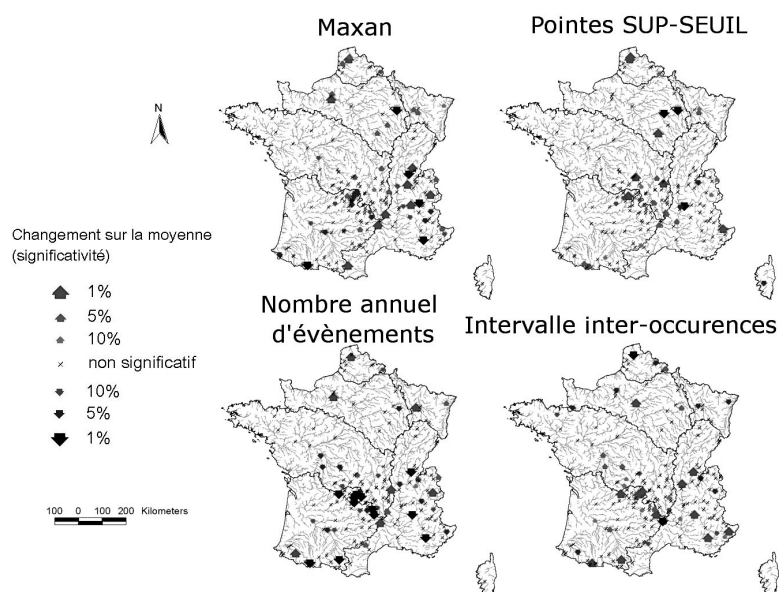 Maxan
Pointes SUP-SEUIL
N
Changement sur la moyenne
(significativité)
1%
5%
10%
non significatif
10%
5%
1%
100 0 100 200 Kilometers
Nombre annuel
d'évènements
Intervalle inter-occurences